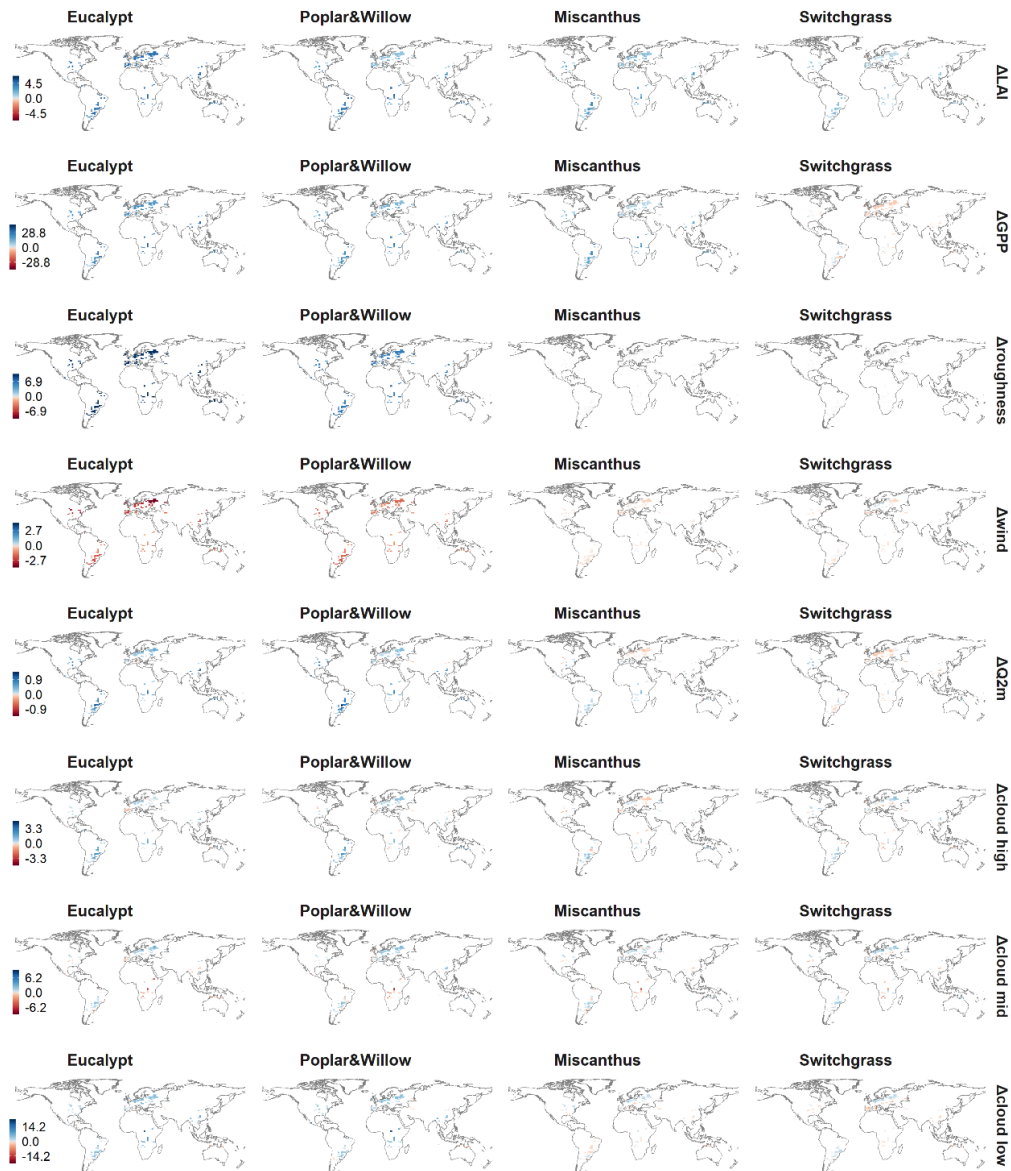 Eucalypt Poplar&Willow Miscanthus Switchgrass
4.5
0.0
-4.5
ΔLAI
Eucalypt Poplar&Willow Miscanthus Switchgrass
28.8
0.0
-28.8
ΔGPP
Eucalypt Poplar&Willow Miscanthus Switchgrass
6.9
0.0
-6.9
Δroughness
Eucalypt Poplar&Willow Miscanthus Switchgrass
2.7
0.0
-2.7
Δwind
Eucalypt Poplar&Willow Miscanthus Switchgrass
0.9
0.0
-0.9
ΔQ2m
Eucalypt Poplar&Willow Miscanthus Switchgrass
3.3
0.0
-3.3
Δcloud high
Eucalypt Poplar&Willow Miscanthus Switchgrass
6.2
0.0
-6.2
Δcloud mid
Eucalypt Poplar&Willow Miscanthus Switchgrass
14.2
0.0
-14.2
Δcloud low